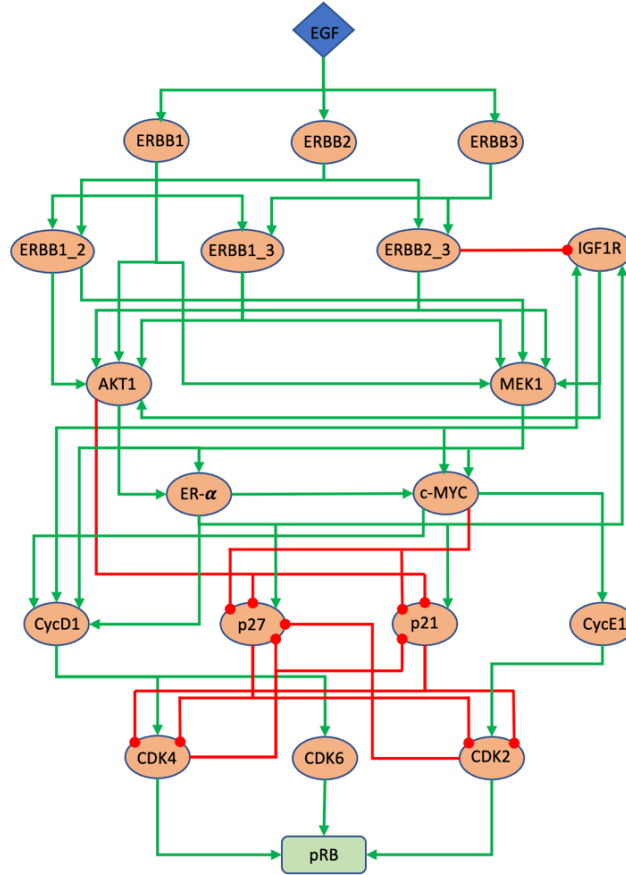 EGF
ERBB1
ERBB2
ERBB3
ERBB1_2
ERBB1_3
ERBB2_3
IGF1R
AKT1
MEK1
ER-α
c-MYC
CycD1
p27
p21
CycE1
CDK4
CDK6
CDK2
pRB